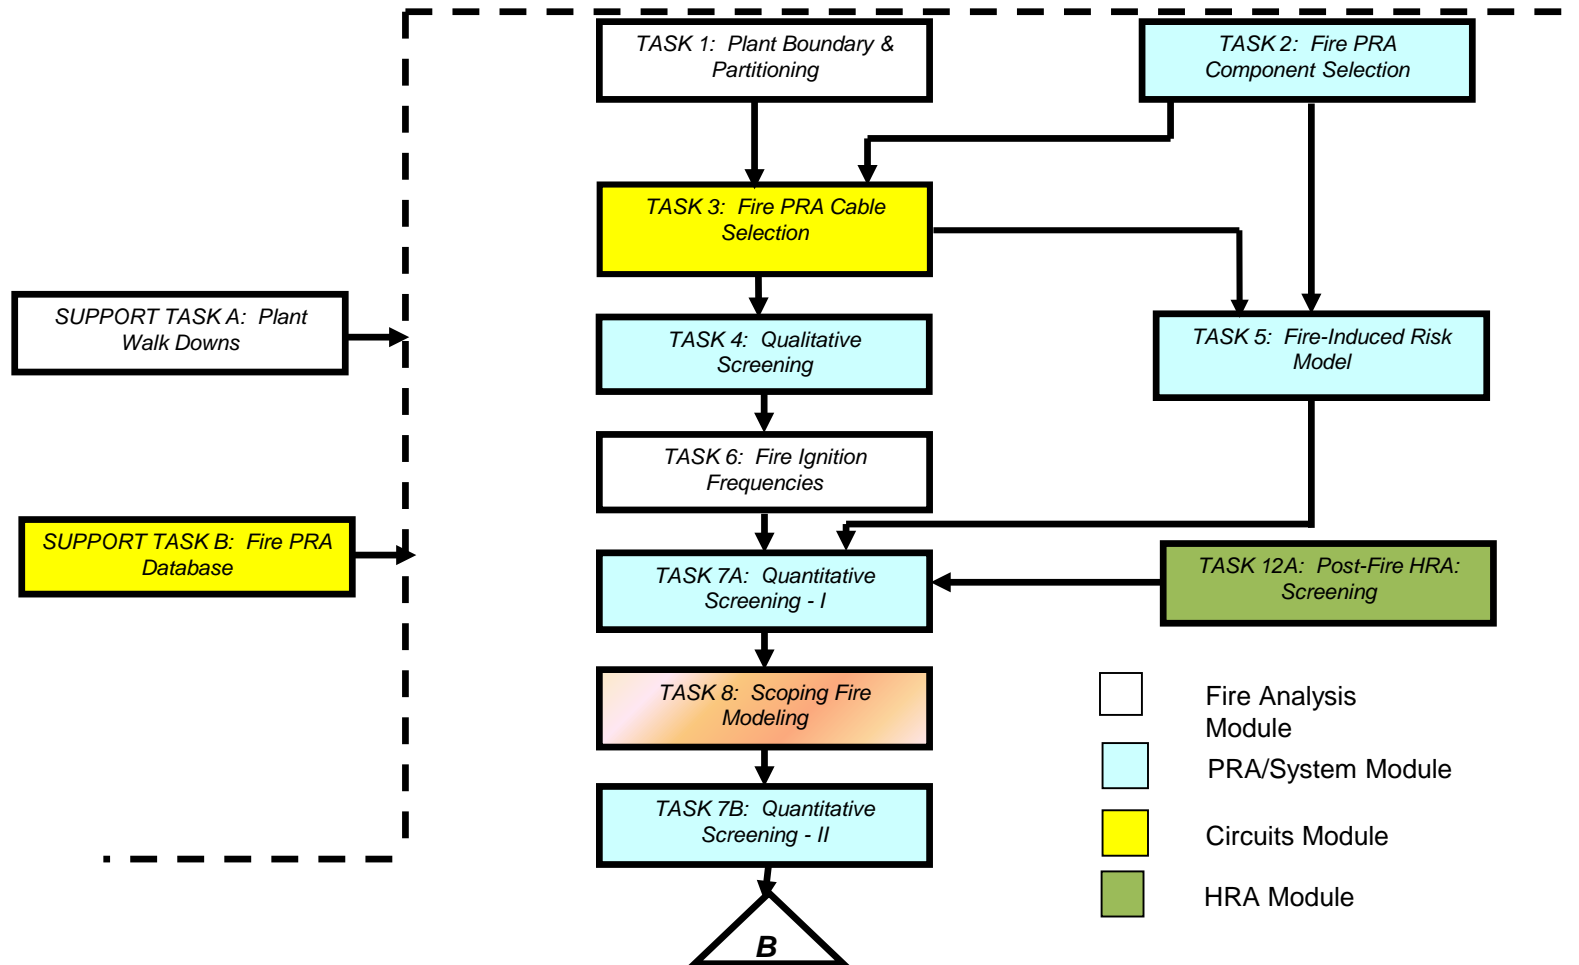 TASK 1: Plant Boundary &
Partitioning
TASK 2: Fire PRA
Component Selection
TASK 3: Fire PRA Cable
Selection
SUPPORT TASK A: Plant
Walk Downs
TASK 4: Qualitative
Screening
TASK 5: Fire-Induced Risk
Model
TASK 6: Fire Ignition
Frequencies
SUPPORT TASK B: Fire PRA
Database
TASK 7A: Quantitative
Screening - I
TASK 12A: Post-Fire HRA:
Screening
TASK 8: Scoping Fire
Modeling
TASK 7B: Quantitative
Screening - II
B
Fire Analysis
Module
PRA/System Module
Circuits Module
HRA Module